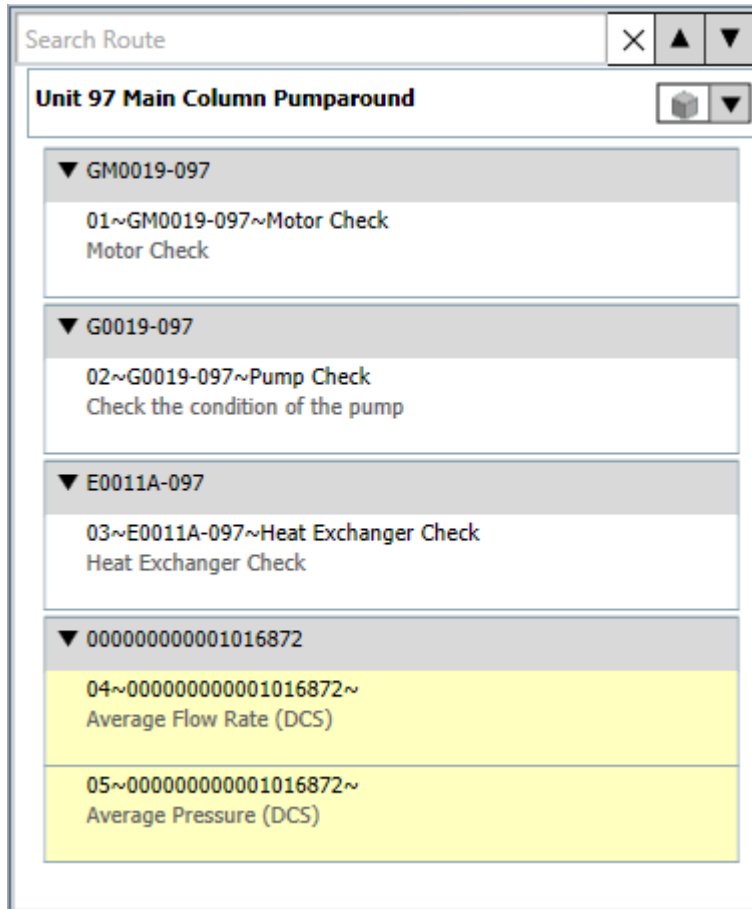 Search Route
Unit 97 Main Column Pumparound
GM0019-097
01~GM0019-097~Motor Check
Motor Check
G0019-097
02~G0019-097~Pump Check
Check the condition of the pump
E0011A-097
03~E0011A-097~Heat Exchanger Check
Heat Exchanger Check
000000000001016872
04~000000000001016872~
Average Flow Rate (DCS)
05~000000000001016872~
Average Pressure (DCS)